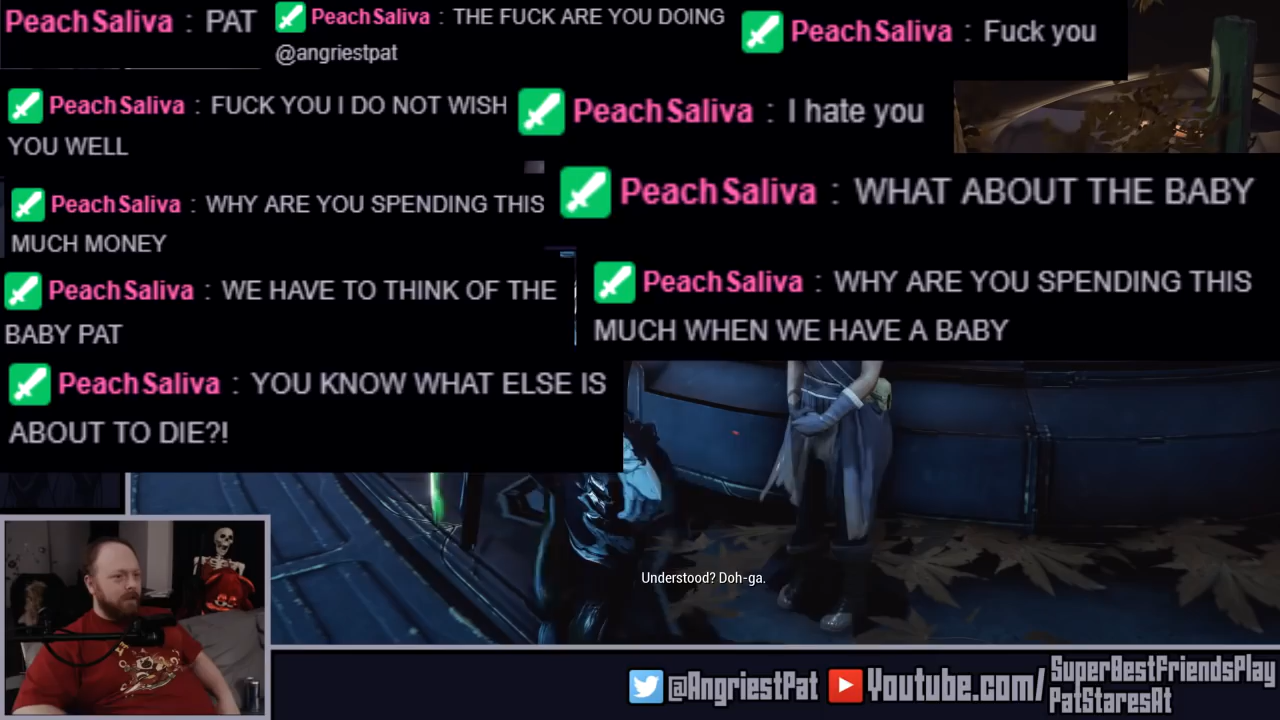 PeachSaliva : PAT
PeachSaliva : THE FUCK ARE YOU DOING
@angriestpat
PeachSaliva : Fuck you
PeachSaliva : FUCK YOU I DO NOT WISH
YOU WELL
PeachSaliva : I hate you
PeachSaliva : WHY ARE YOU SPENDING THIS
MUCH MONEY
PeachSaliva : WHAT ABOUT THE BABY
PeachSaliva : WE HAVE TO THINK OF THE
BABY PAT
PeachSaliva : WHY ARE YOU SPENDING THIS
MUCH WHEN WE HAVE A BABY
PeachSaliva : YOU KNOW WHAT ELSE IS
ABOUT TO DIE?!
Understood? Doh-ga.
@AngriestPat
Youtube.com/
SuperBestFriendsPlay
PatStaresAt